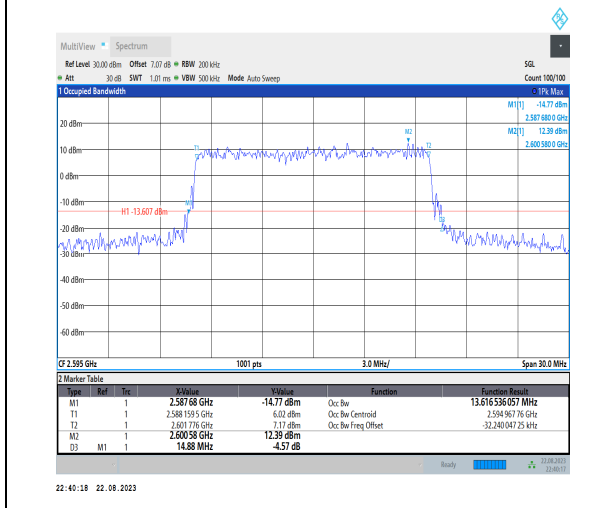 MultiView Spectrum
Ref Level 30.00 dBm Offset 7.07 dB RBW 200 kHz SGL
Att 30 dB SWT 1.01 ms VBW 500 kHz Mode Auto Sweep Count 100/100
1 Occupied Bandwidth 1Pk Max
M1[1] -14.77 dBm
2.587 680 0 GHz
20 dBm
M2[1] 12.39 dBm
2.600 580 0 GHz
M2
T1 T2
10 dBm
0 dBm
-10 dBm
M1
H1 -13.607 dBm
D3
-20 dBm
-30 dBm
-40 dBm
-50 dBm
-60 dBm
CF 2.595 GHz 1001 pts 3.0 MHz/ Span 30.0 MHz
2 Marker Table
Type Ref Trc X-Value Y-Value Function Function Result
M1 1 2.587 68 GHz -14.77 dBm Occ Bw 13.616 536 057 MHz
T1 1 2.588 159 5 GHz 6.02 dBm Occ Bw Centroid 2.594 967 76 GHz
T2 1 2.601 776 GHz 7.17 dBm Occ Bw Freq Offset -32.240 047 25 kHz
M2 1 2.600 58 GHz 12.39 dBm
D3 M1 1 14.88 MHz -4.57 dB
Ready 22.08.2023
22:40:17
22:40:18 22.08.2023